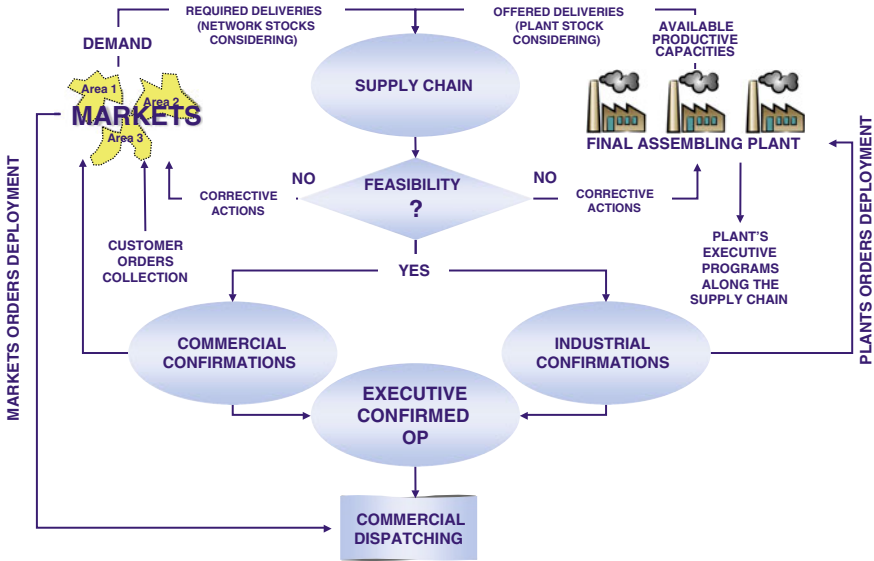 REQUIRED DELIVERIES
(NETWORK STOCKS
CONSIDERING)
OFFERED DELIVERIES
(PLANT STOCK
CONSIDERING)
AVAILABLE
PRODUCTIVE
CAPACITIES
DEMAND
SUPPLY CHAIN
Area 1
Area 2
MARKETS
Area 3
FINAL ASSEMBLING PLANT
MARKETS ORDERS DEPLOYMENT
PLANTS ORDERS DEPLOYMENT
NO
FEASIBILITY
?
NO
CORRECTIVE
ACTIONS
CORRECTIVE
ACTIONS
CUSTOMER
ORDERS
COLLECTION
PLANT'S
EXECUTIVE
PROGRAMS
ALONG THE
SUPPLY CHAIN
YES
COMMERCIAL
CONFIRMATIONS
INDUSTRIAL
CONFIRMATIONS
EXECUTIVE
CONFIRMED
OP
COMMERCIAL
DISPATCHING